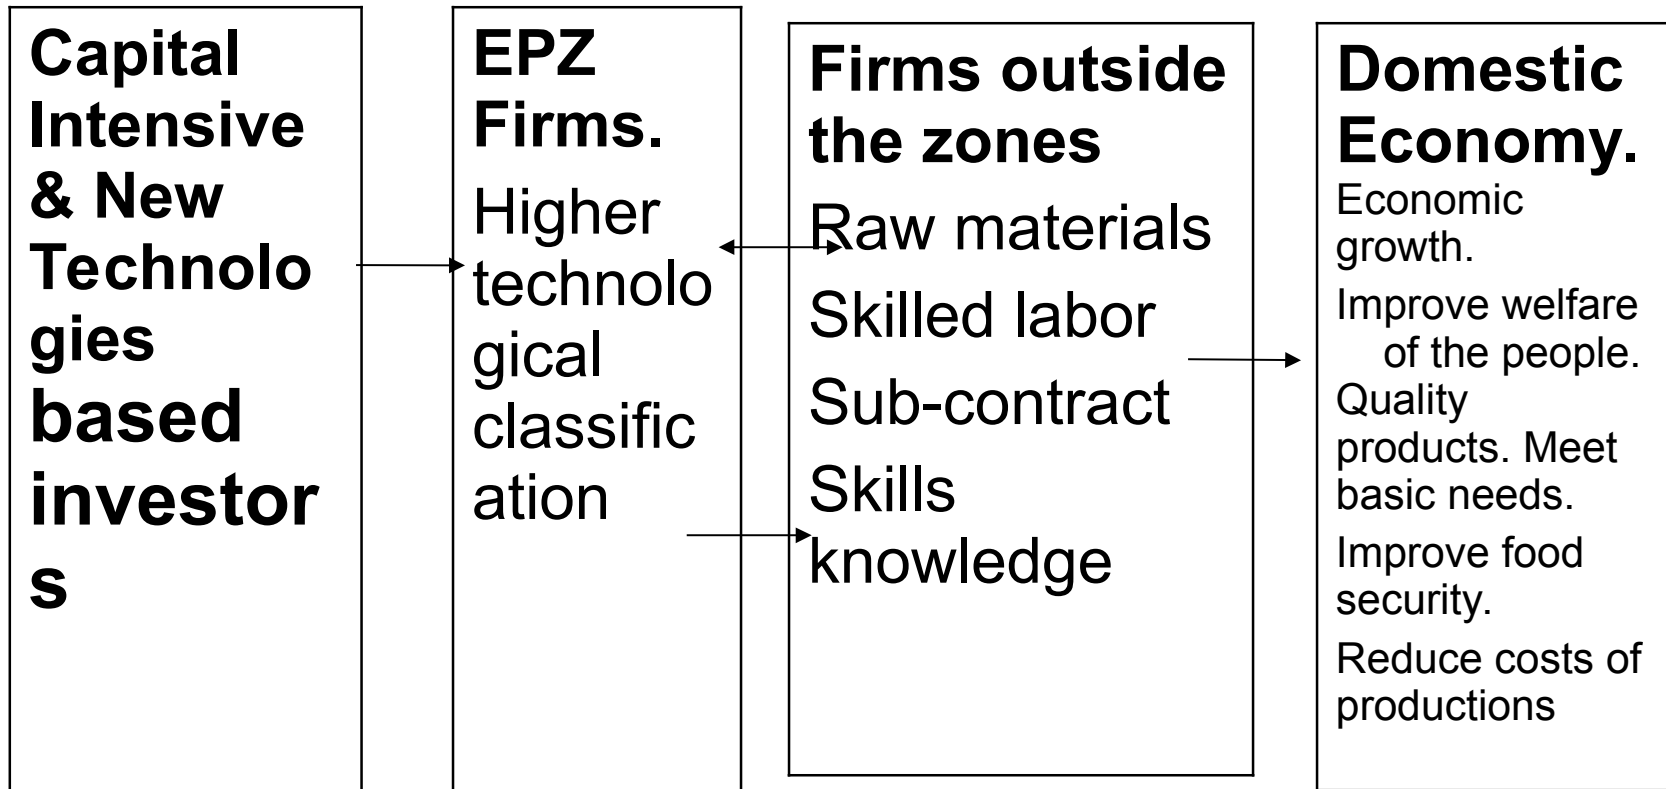 Capital
Intensive
& New
Technolo
gies
based
investor
s
EPZ
Firms.
Higher
technolo
gical
classific
ation
Firms outside
the zones
Raw materials
Skilled labor
Sub-contract
Skills
knowledge
Domestic
Economy.
Economic
growth.
Improve welfare
of the people.
Quality
products. Meet
basic needs.
Improve food
security.
Reduce costs of
productions